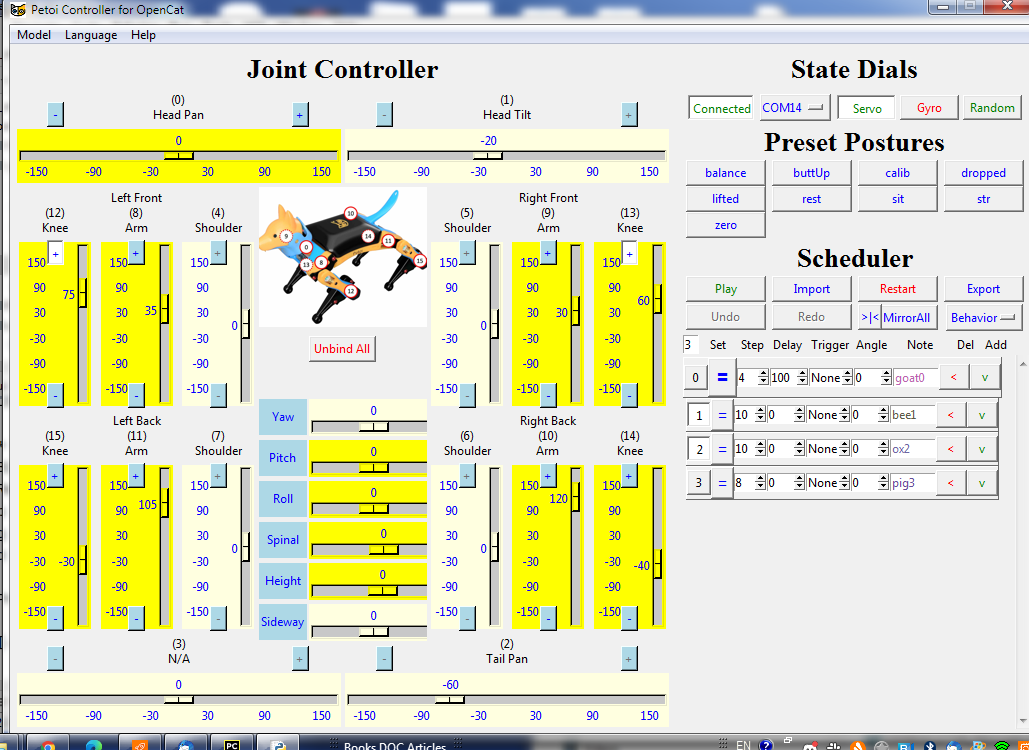 Petoi Controller for OpenCat
Model Language Help
Joint Controller
(0)
Head Pan
- +
0
-150 -90 -30 30 90 150
(1)
Head Tilt
- +
-20
-150 -90 -30 30 90 150
Left Front
(12) (8) (4)
Knee Arm Shoulder
+ + +
150 150 150
90 90 90
75 35 0
30 30 30
-30 -30 -30
-90 -90 -90
-150 -150 -150
- - -
10
9 0 14 11
13 8 15
12
Unbind All
Right Front
(5) (9) (13)
Shoulder Arm Knee
+ + +
150 150 150
90 90 90
0 30 60
30 30 30
-30 -30 -30
-90 -90 -90
-150 -150 -150
- - -
Left Back
(15) (11) (7)
Knee Arm Shoulder
+ + +
150 150 150
90 90 90
-30 105 0
30 30 30
-30 -30 -30
-90 -90 -90
-150 -150 -150
- - -
Yaw 0
Pitch 0
Roll 0
Spinal 0
Height 0
Sideway 0
Right Back
(6) (10) (14)
Shoulder Arm Knee
+ + +
150 150 150
90 90 90
0 120 -40
30 30 30
-30 -30 -30
-90 -90 -90
-150 -150 -150
- - -
(3)
N/A
- +
0
-150 -90 -30 30 90 150
(2)
Tail Pan
- +
-60
-150 -90 -30 30 90 150
State Dials
Connected COM14 Servo Gyro Random
Preset Postures
balance buttUp calib dropped
lifted rest sit str
zero
Scheduler
Play Import Restart Export
Undo Redo >|< MirrorAll Behavior
3 Set Step Delay Trigger Angle Note Del Add
0 = 4 100 None 0 goat0 < v
1 = 10 0 None 0 bee1 < v
2 = 10 0 None 0 ox2 < v
3 = 8 0 None 0 pig3 < v
PC
Books DOC Articles
EN